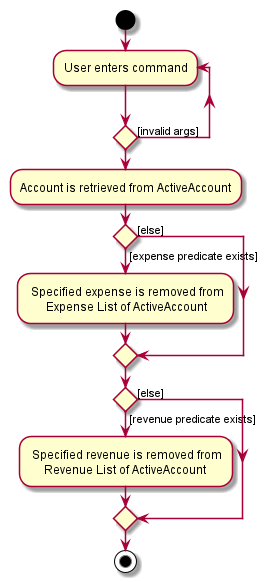 User enters command
[invalid args]
Account is retrieved from ActiveAccount
[else]
[expense predicate exists]
Specified expense is removed from
Expense List of ActiveAccount
[else]
[revenue predicate exists]
Specified revenue is removed from
Revenue List of ActiveAccount